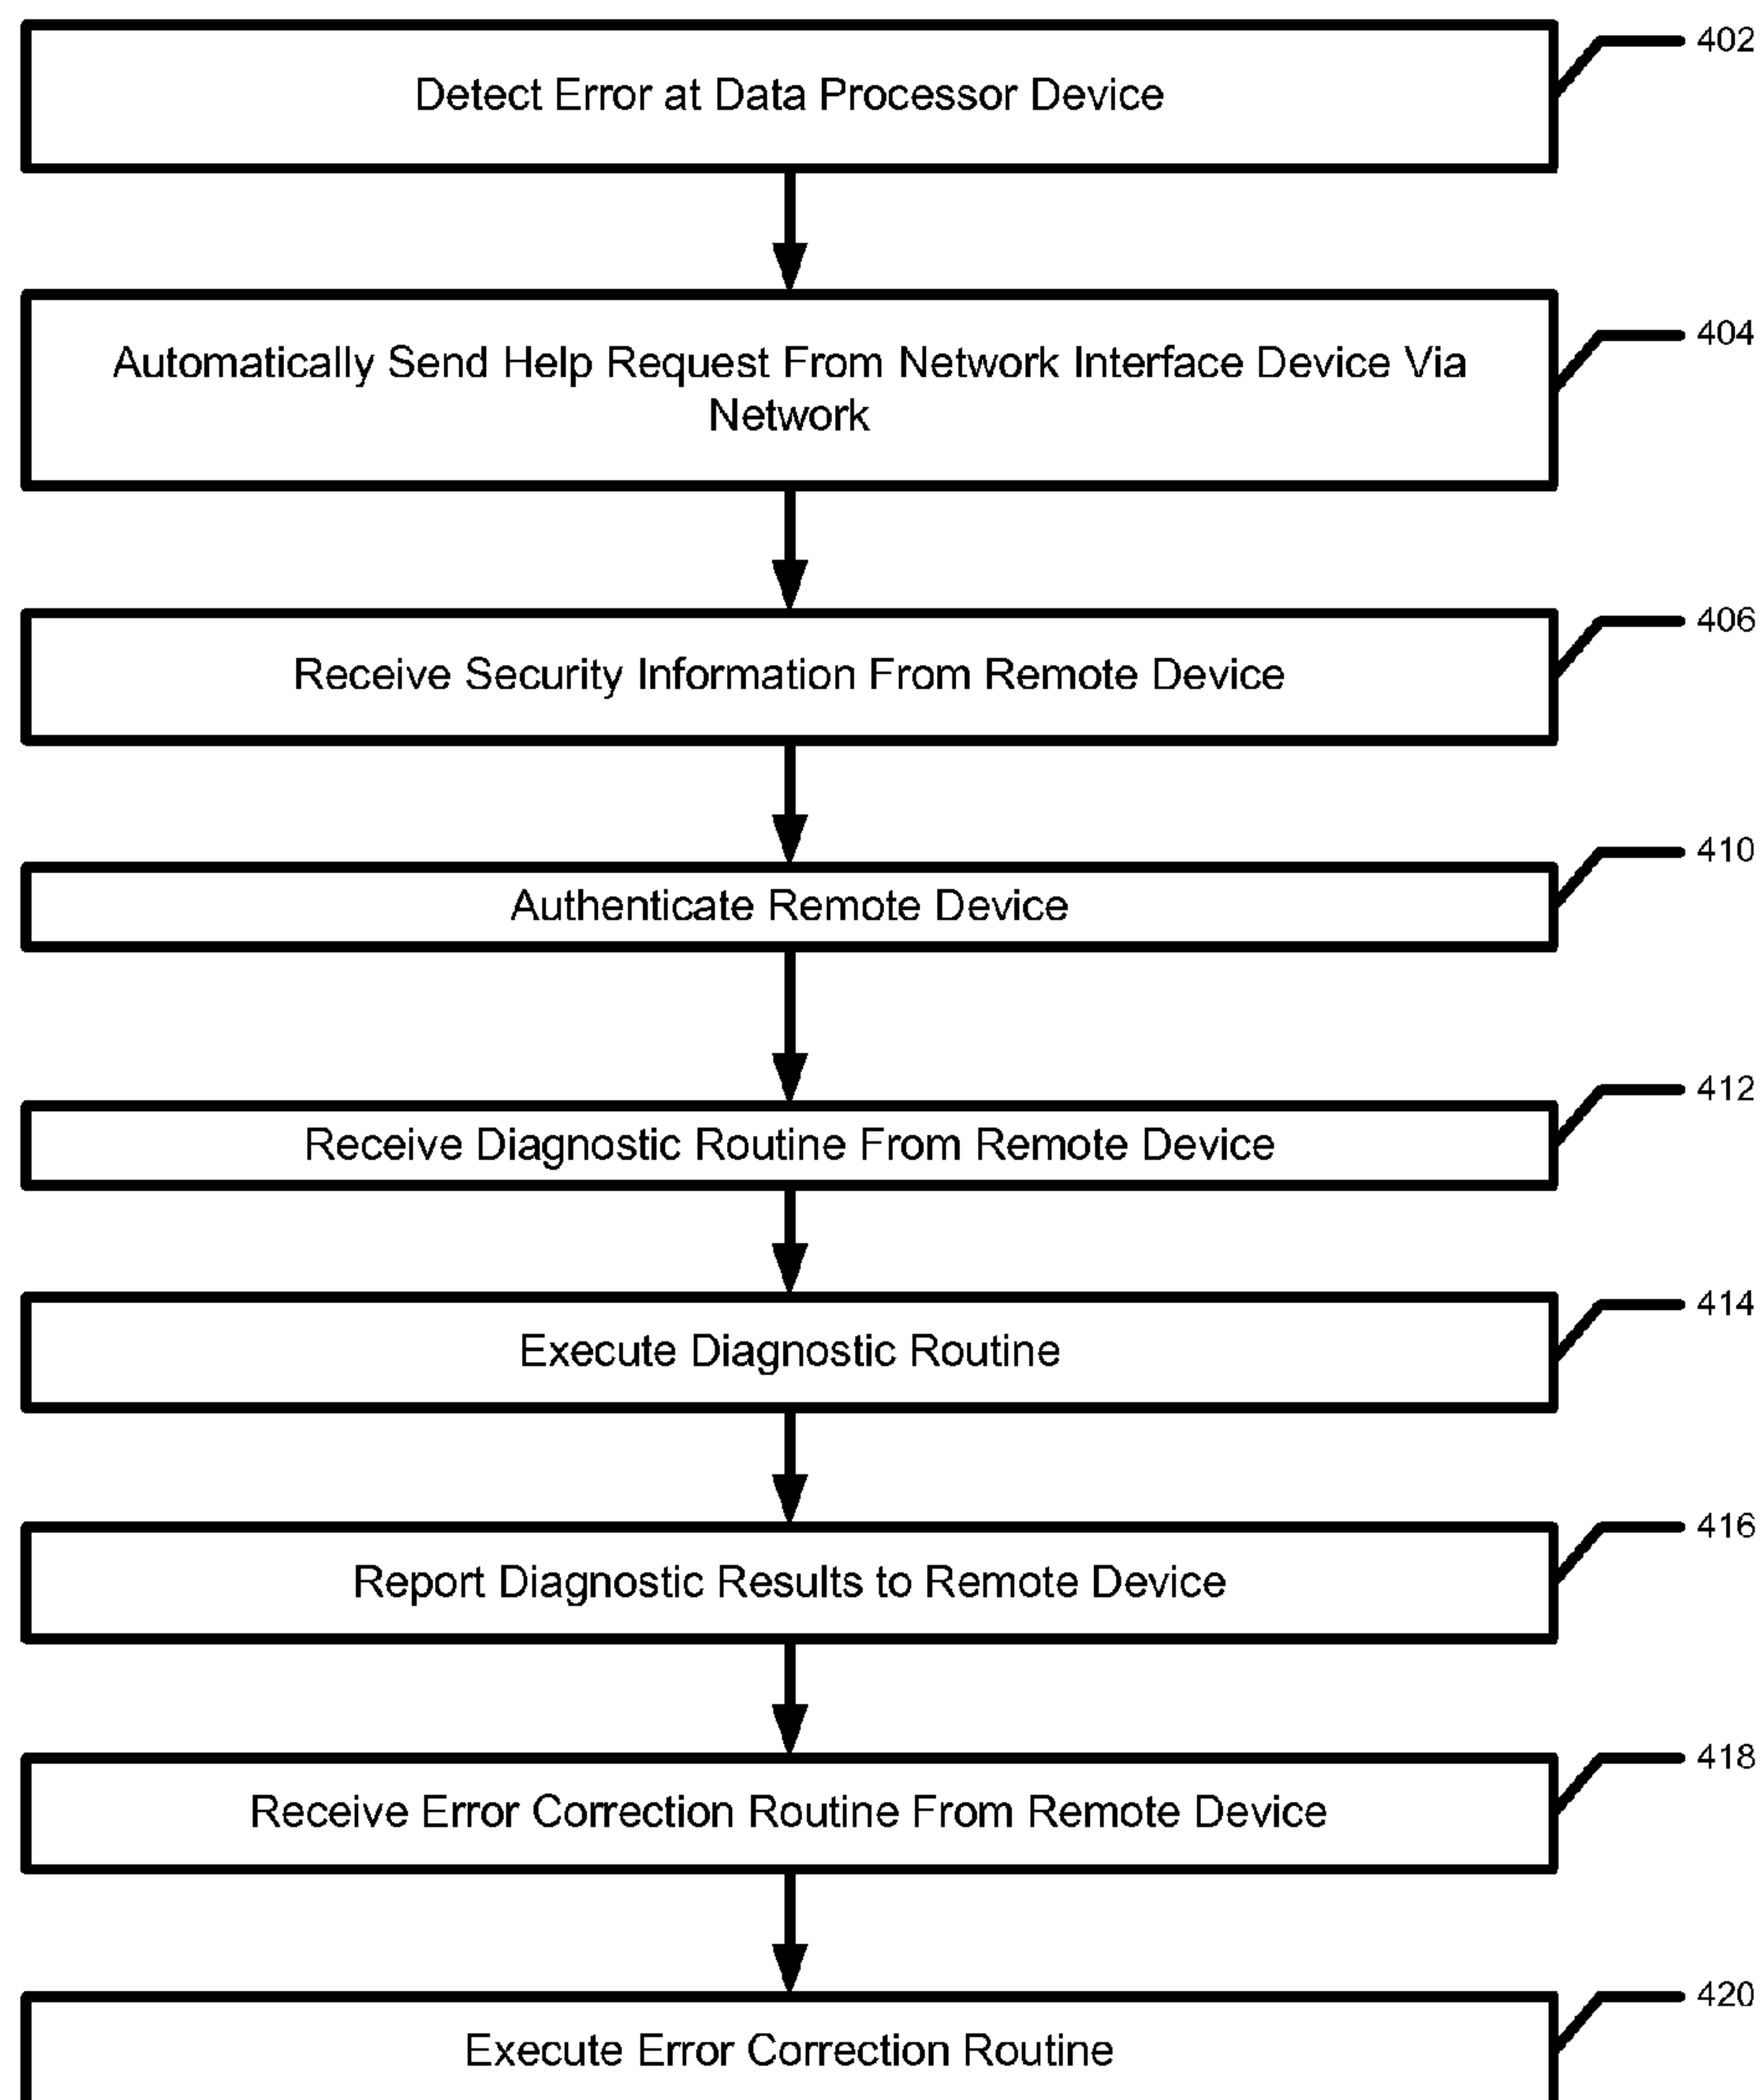 Detect Error at Data Processor Device
402
Automatically Send Help Request From Network Interface Device Via
Network
404
Receive Security Information From Remote Device
406
Authenticate Remote Device
410
Receive Diagnostic Routine From Remote Device
412
Execute Diagnostic Routine
414
Report Diagnostic Results to Remote Device
416
Receive Error Correction Routine From Remote Device
418
Execute Error Correction Routine
420